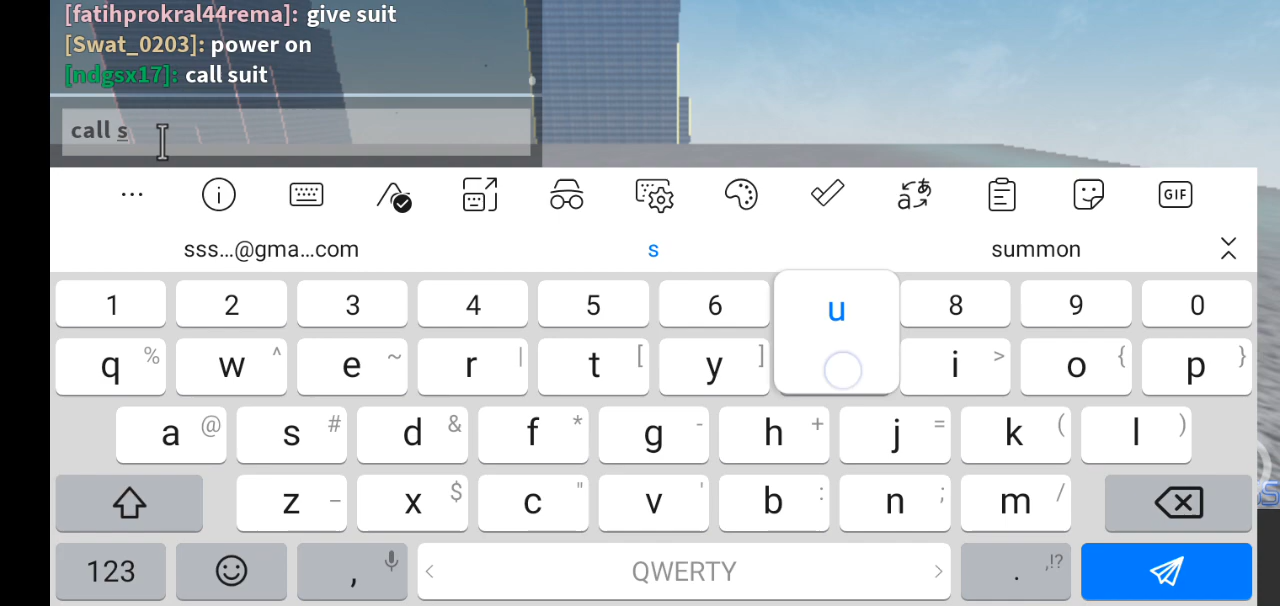 [fatihprokral44rema]: give suit
[Swat_0203]: power on
[ndgsx17]: call suit
call s
GIF
sss...@gma...com s summon
1 2 3 4 5 6 u 8 9 0
q % w ^ e ~ r | t [ y ] i > o { p }
a @ s # d & f * g - h + j = k ( l )
z _ x $ c " v ' b : n ; m /
123 , < QWERTY > . ,!?